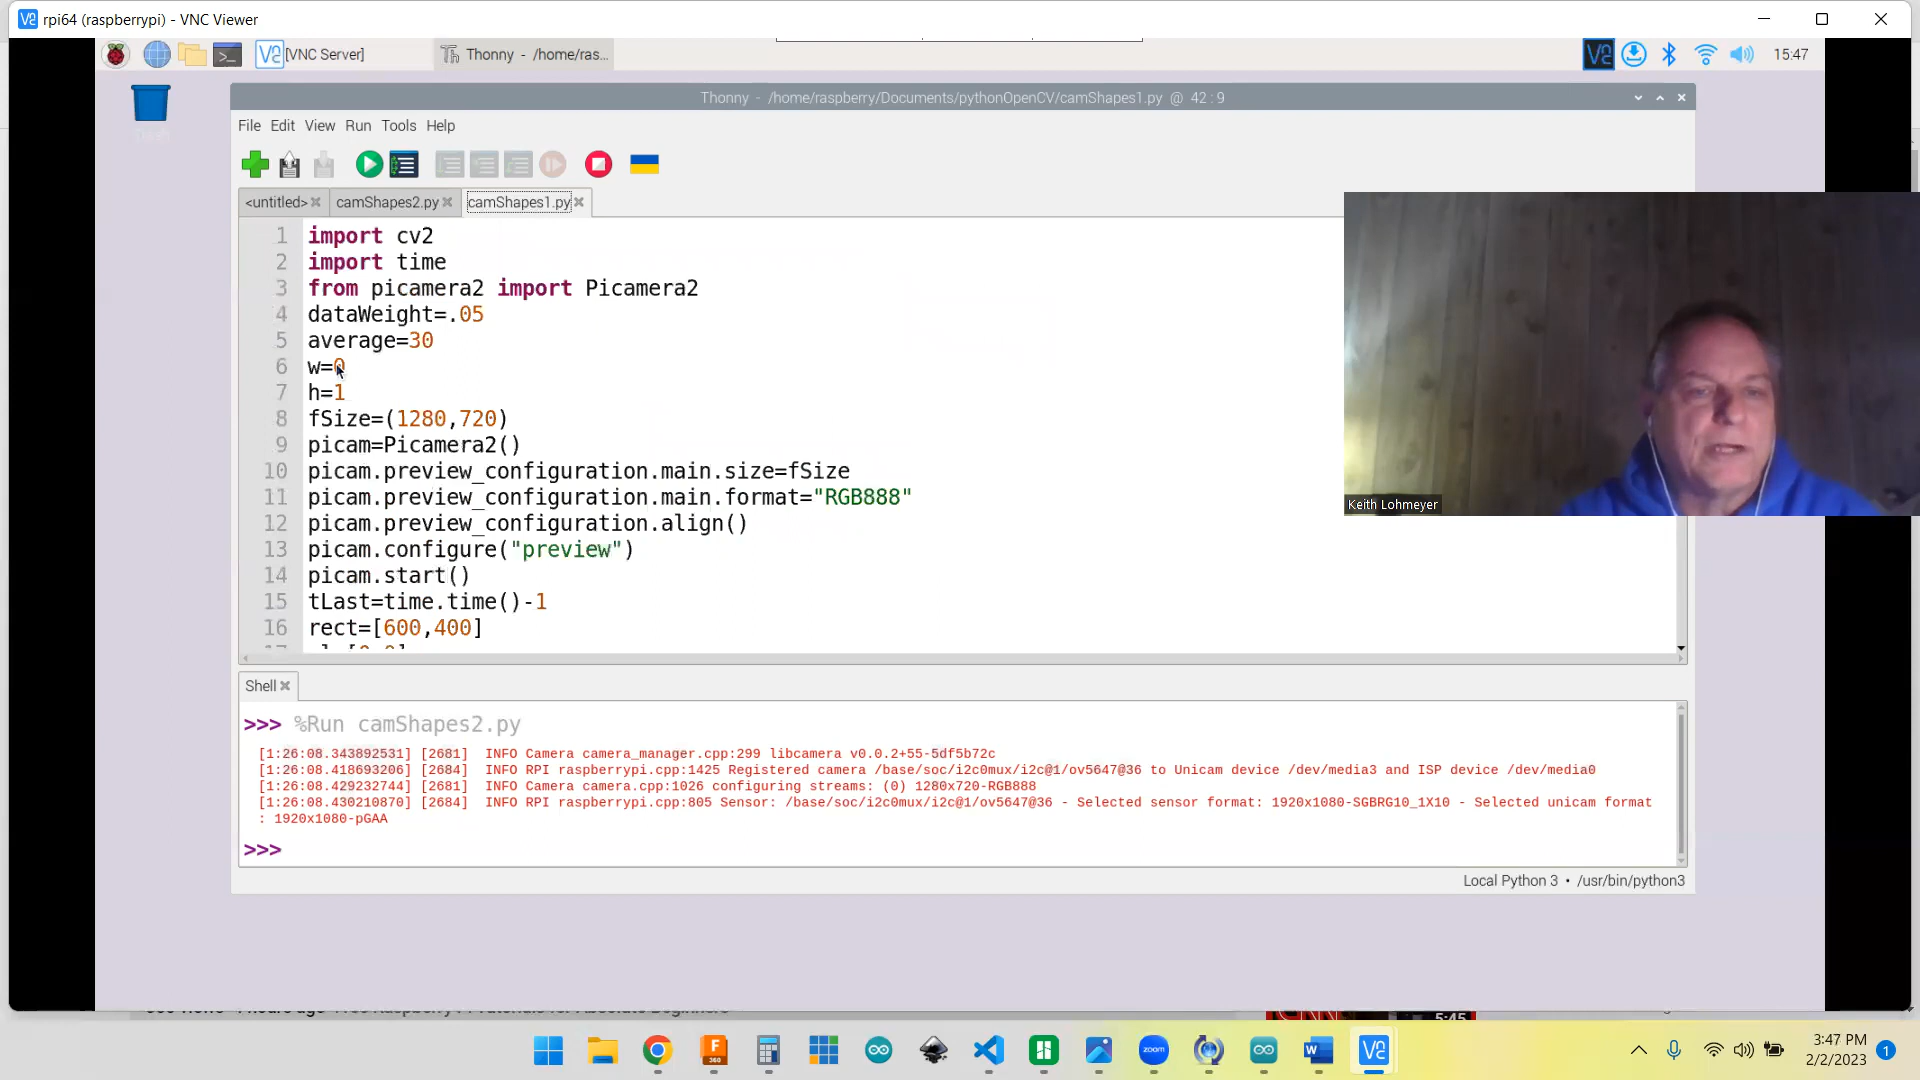 rpi64 (raspberrypi) - VNC Viewer
[VNC Server]
Thonny - /home/ras...
15:47
Thonny - /home/raspberry/Documents/pythonOpenCV/camShapes1.py @ 42 : 9
File Edit View Run Tools Help
<untitled>
camShapes2.py
camShapes1.py
1 import cv2
2 import time
3 from picamera2 import Picamera2
4 dataWeight=.05
5 average=30
6 w=0
7 h=1
8 fSize=(1280,720)
9 picam=Picamera2()
10 picam.preview_configuration.main.size=fSize
11 picam.preview_configuration.main.format="RGB888"
12 picam.preview_configuration.align()
13 picam.configure("preview")
14 picam.start()
15 tLast=time.time()-1
16 rect=[600,400]
Keith Lohmeyer
Shell
>>> %Run camShapes2.py
[1:26:08.343892531] [2681] INFO Camera camera_manager.cpp:299 libcamera v0.0.2+55-5df5b72c
[1:26:08.418693206] [2684] INFO RPI raspberrypi.cpp:1425 Registered camera /base/soc/i2c0mux/i2c@1/ov5647@36 to Unicam device /dev/media3 and ISP device /dev/media0
[1:26:08.429232744] [2681] INFO Camera camera.cpp:1026 configuring streams: (0) 1280x720-RGB888
[1:26:08.430210870] [2684] INFO RPI raspberrypi.cpp:805 Sensor: /base/soc/i2c0mux/i2c@1/ov5647@36 - Selected sensor format: 1920x1080-SGBRG10_1X10 - Selected unicam format
: 1920x1080-pGAA
>>>
Local Python 3 • /usr/bin/python3
5:45
F
360
zoom
W
3:47 PM
2/2/2023
1